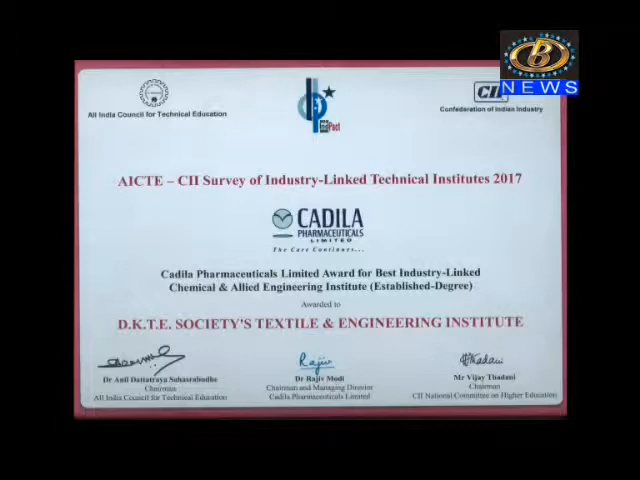 B
NEWS
All India Council for Technical Education
IndPact
CII
Confederation of Indian Industry
AICTE – CII Survey of Industry-Linked Technical Institutes 2017
CADILA
PHARMACEUTICALS
LIMITED
The Care Continues...
Cadila Pharmaceuticals Limited Award for Best Industry-Linked
Chemical & Allied Engineering Institute (Established-Degree)
Awarded to
D.K.T.E. SOCIETY'S TEXTILE & ENGINEERING INSTITUTE
Rajiv
Dr Anil Dattatraya Sahasrabudhe
Chairman
All India Council for Technical Education
Dr Rajiv Modi
Chairman and Managing Director
Cadila Pharmaceuticals Limited
Mr Vijay Thadani
Chairman
CII National Committee on Higher Education